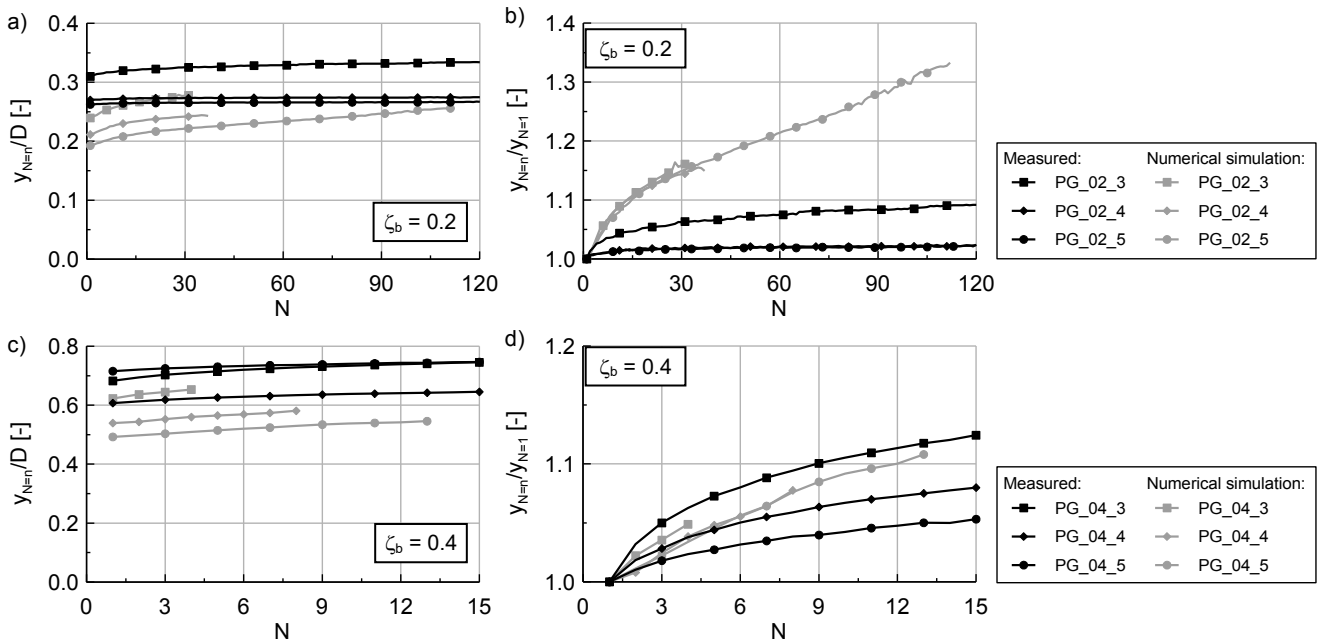 a)
y_{N=n}/D [-]
0.4
0.3
0.2
0.1
0.0
0 30 60 90 120
N
ζ_b = 0.2
b)
y_{N=n}/y_{N=1} [-]
1.4
1.3
1.2
1.1
1.0
0 30 60 90 120
N
ζ_b = 0.2
Measured: Numerical simulation:
PG_02_3 PG_02_3
PG_02_4 PG_02_4
PG_02_5 PG_02_5
c)
y_{N=n}/D [-]
0.8
0.6
0.4
0.2
0.0
0 3 6 9 12 15
N
ζ_b = 0.4
d)
y_{N=n}/y_{N=1} [-]
1.2
1.1
1.0
0 3 6 9 12 15
N
ζ_b = 0.4
Measured: Numerical simulation:
PG_04_3 PG_04_3
PG_04_4 PG_04_4
PG_04_5 PG_04_5